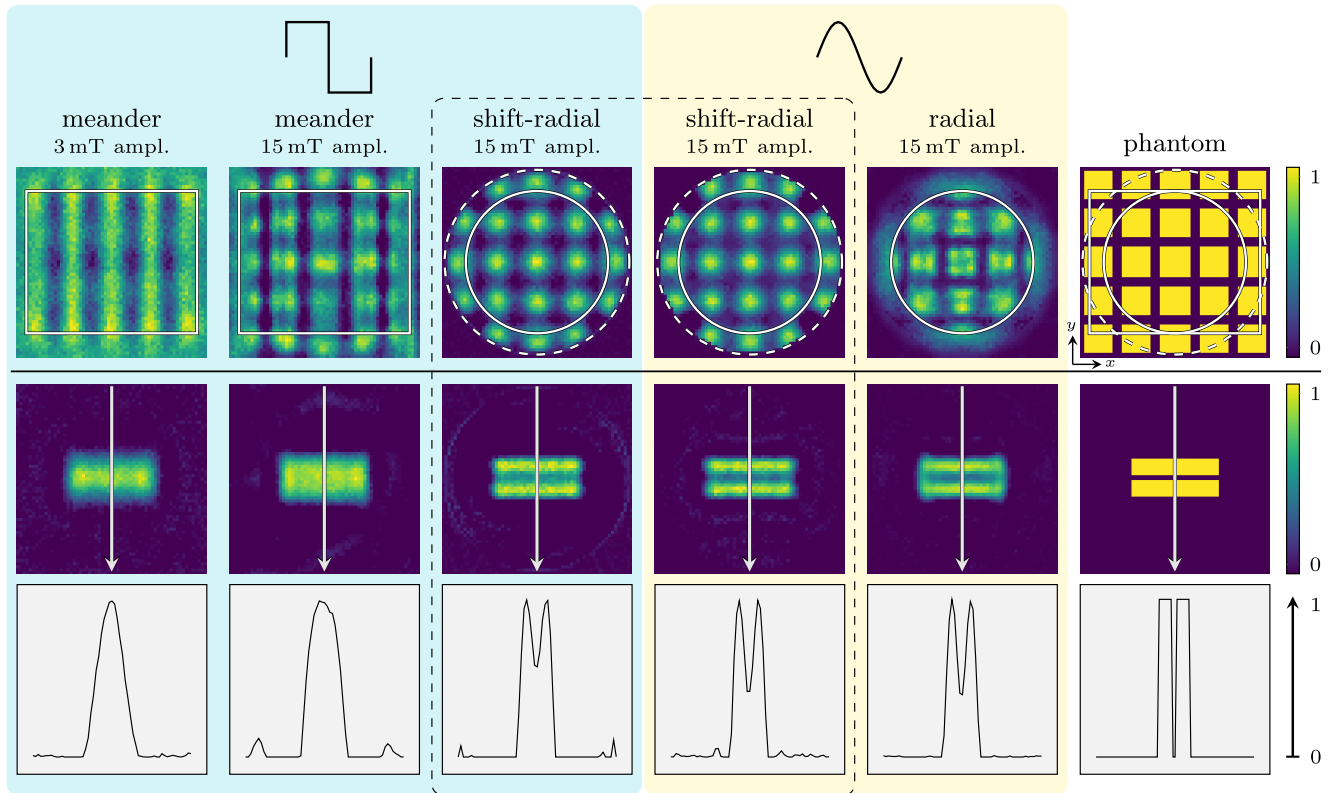 meander
3 mT ampl.
meander
15 mT ampl.
shift-radial
15 mT ampl.
shift-radial
15 mT ampl.
radial
15 mT ampl.
phantom
1
0
y
x
1
0
1
0